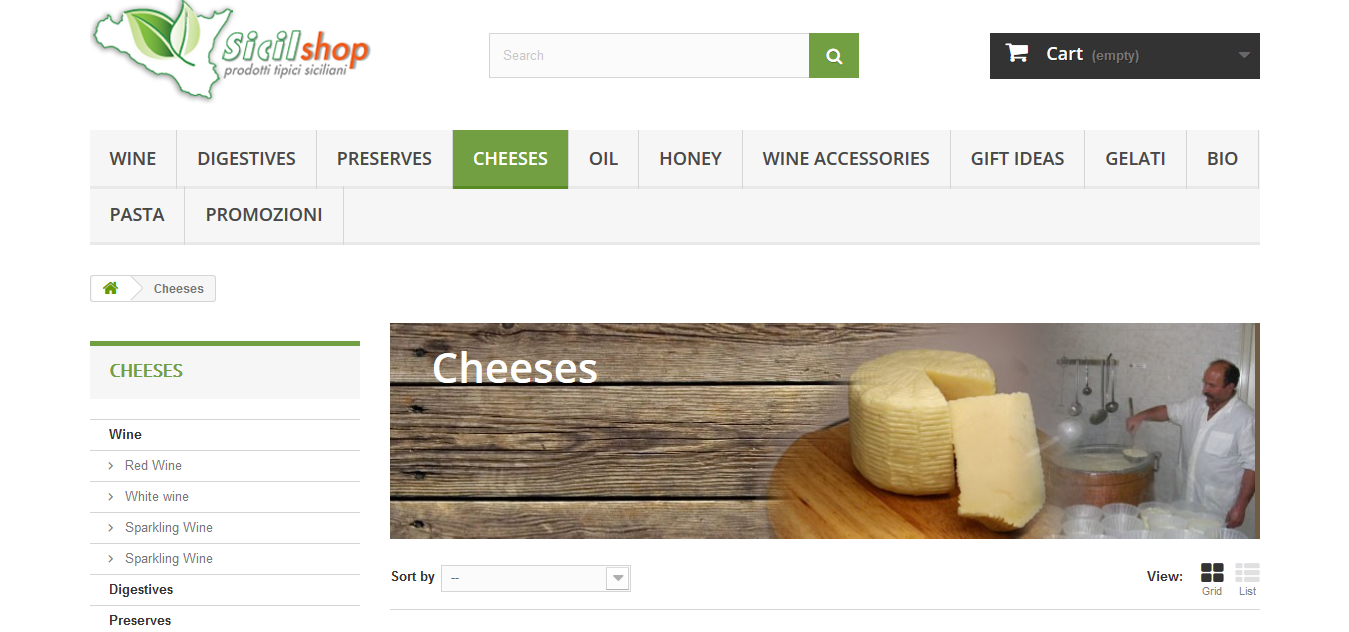 Sicilshop
prodotti tipici siciliani
Search
Cart (empty)
WINE DIGESTIVES PRESERVES CHEESES OIL HONEY WINE ACCESSORIES GIFT IDEAS GELATI BIO
PASTA PROMOZIONI
Cheeses
CHEESES
Cheeses
Wine
Red Wine
White wine
Sparkling Wine
Sparkling Wine
Digestives
Preserves
Sort by --
View: Grid List